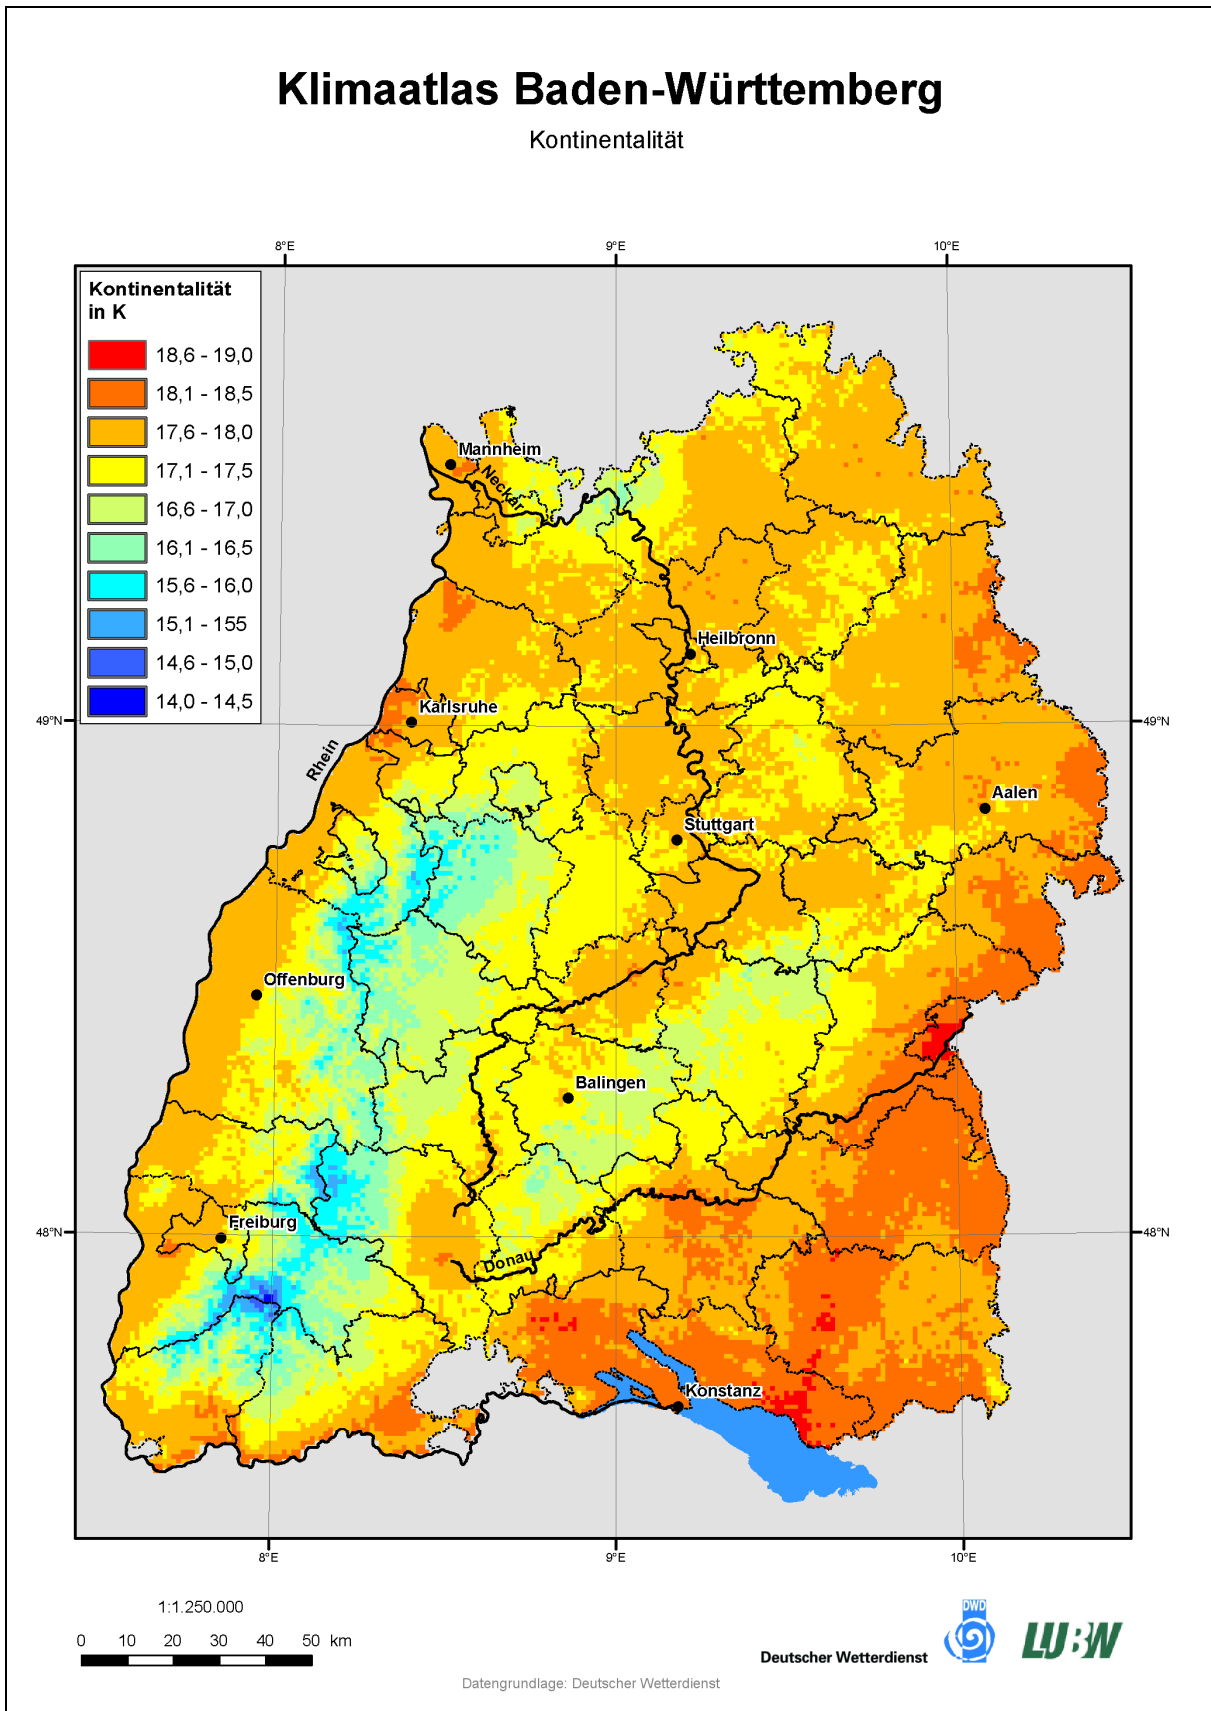 Klimaatlas Baden-Württemberg
Kontinentalität
8°E
9°E
10°E
Kontinentalität
in K
18,6 - 19,0
18,1 - 18,5
17,6 - 18,0
17,1 - 17,5
16,6 - 17,0
16,1 - 16,5
15,6 - 16,0
15,1 - 155
14,6 - 15,0
14,0 - 14,5
Mannheim
Neckar
Heilbronn
49°N
Karlsruhe
49°N
Rhein
Aalen
Stuttgart
Offenburg
Balingen
48°N
Freiburg
48°N
Donau
Konstanz
8°E
9°E
10°E
1:1.250.000
0 10 20 30 40 50 km
DWD
LUBW
Deutscher Wetterdienst
Datengrundlage: Deutscher Wetterdienst